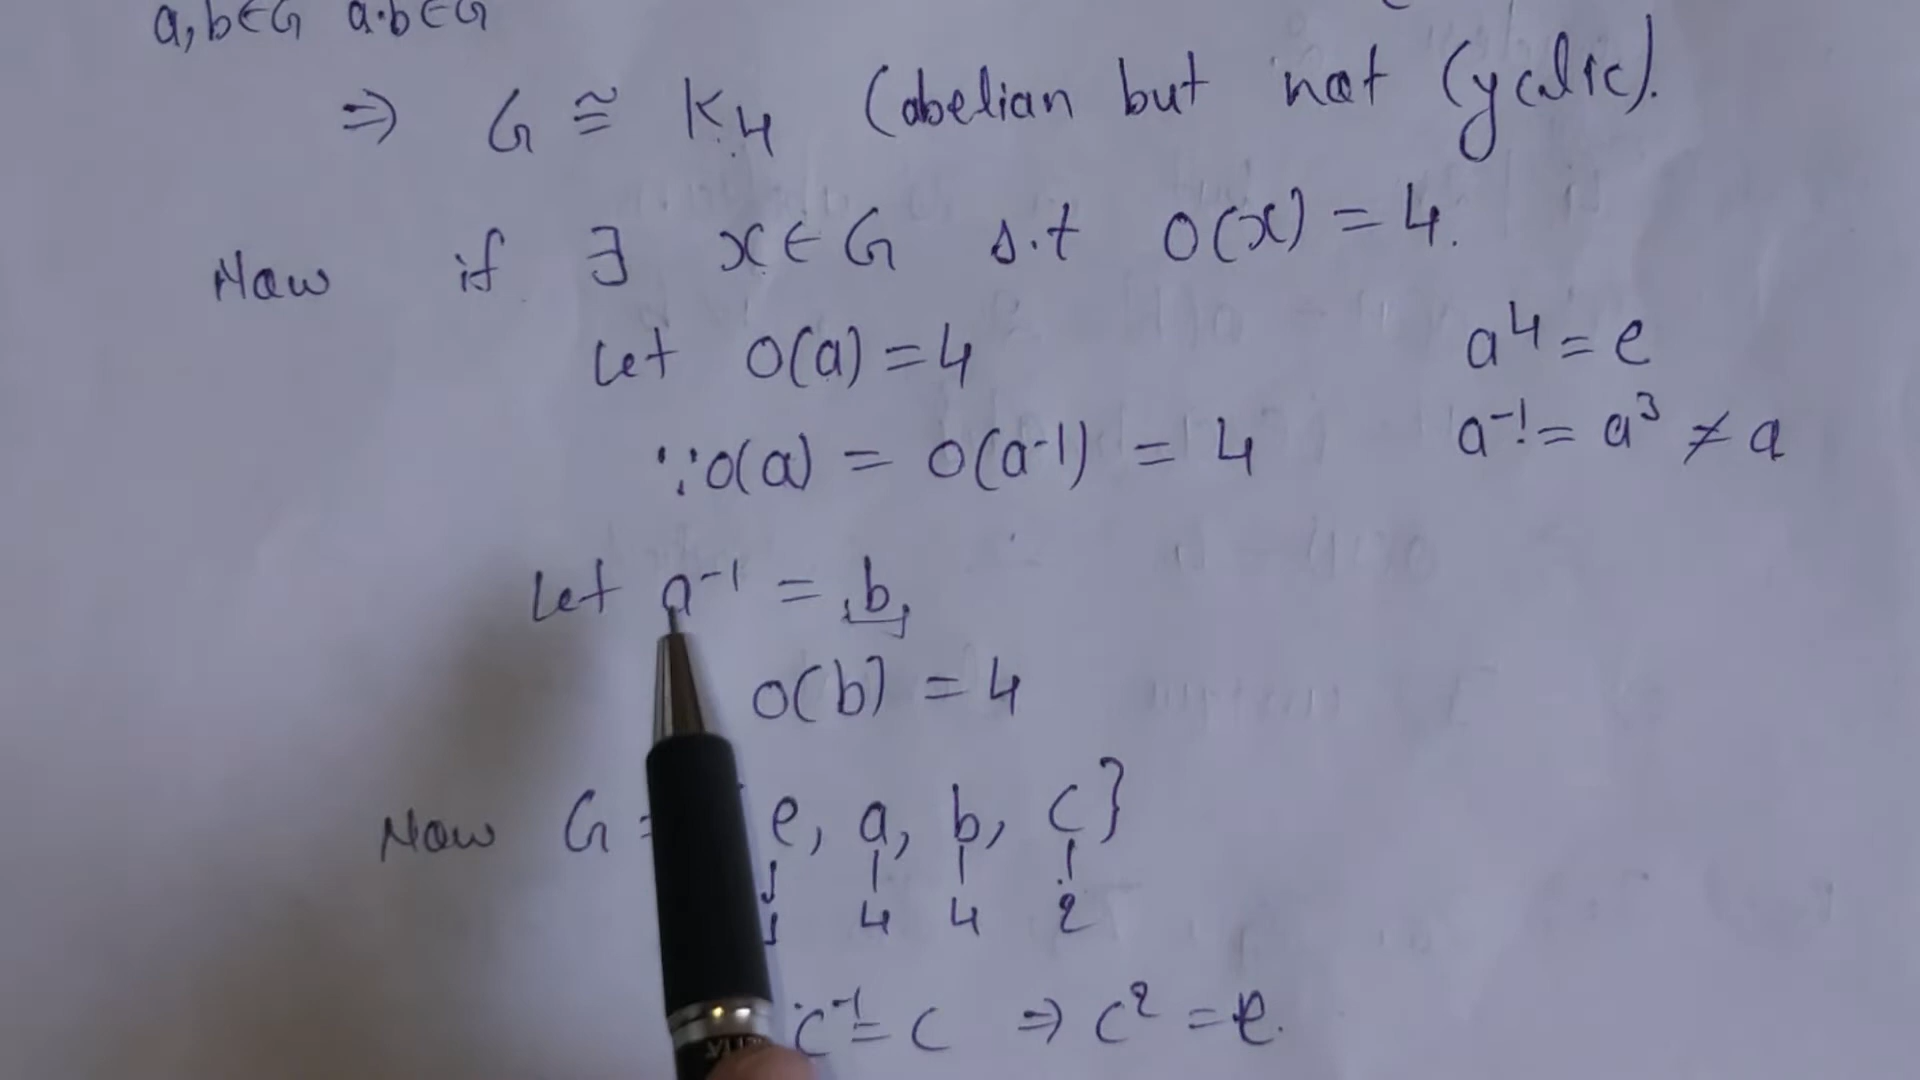 a,b∈G a·b∈G
⇒ G ≅ K4 (abelian but not cyclic).
Now if ∃ x∈G s.t o(x) = 4.
Let o(a) = 4
a⁴ = e
∵ o(a) = o(a-1) = 4
a⁻¹ = a³ ≠ a
Let a⁻¹ = b,
o(b) = 4
Now G = e, a, b, c}
1 4 4 2
c⁻¹ = c ⇒ c² = e.